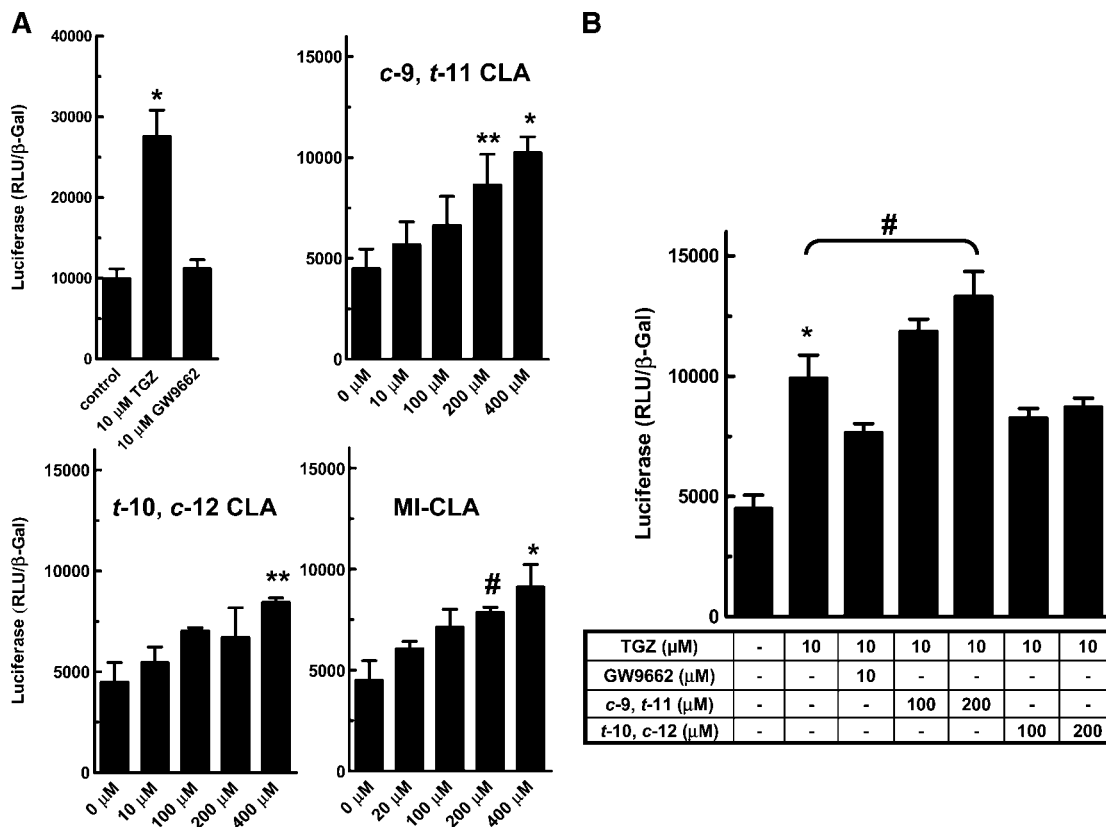 A
Luciferase (RLU/β-Gal)
40000
30000
20000
10000
0
*
control
10 μM TGZ
10 μM GW9662
c-9, t-11 CLA
15000
10000
5000
0
**
*
0 μM
10 μM
100 μM
200 μM
400 μM
t-10, c-12 CLA
Luciferase (RLU/β-Gal)
15000
10000
5000
0
**
0 μM
10 μM
100 μM
200 μM
400 μM
MI-CLA
15000
10000
5000
0
#
*
0 μM
20 μM
100 μM
200 μM
400 μM
B
Luciferase (RLU/β-Gal)
15000
10000
5000
0
#
*
TGZ (μM) - 10 10 10 10 10 10
GW9662 (μM) - - 10 - - - -
c-9, t-11 (μM) - - - 100 200 - -
t-10, c-12 (μM) - - - - - 100 200